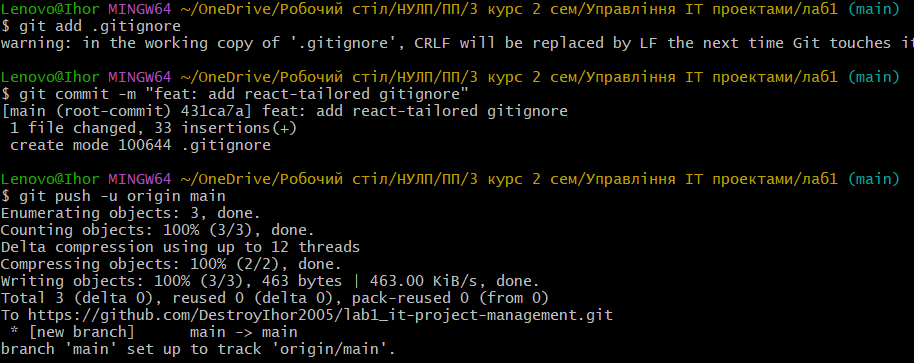 Lenovo@Ihor MINGW64 ~/OneDrive/Робочий стіл/НУЛП/ПП/3 курс 2 сем/Управління ІТ проектами/лаб1 (main)
$ git add .gitignore
warning: in the working copy of '.gitignore', CRLF will be replaced by LF the next time Git touches it
Lenovo@Ihor MINGW64 ~/OneDrive/Робочий стіл/НУЛП/ПП/3 курс 2 сем/Управління ІТ проектами/лаб1 (main)
$ git commit -m "feat: add react-tailored gitignore"
[main (root-commit) 431ca7a] feat: add react-tailored gitignore
 1 file changed, 33 insertions(+)
 create mode 100644 .gitignore
Lenovo@Ihor MINGW64 ~/OneDrive/Робочий стіл/НУЛП/ПП/3 курс 2 сем/Управління ІТ проектами/лаб1 (main)
$ git push -u origin main
Enumerating objects: 3, done.
Counting objects: 100% (3/3), done.
Delta compression using up to 12 threads
Compressing objects: 100% (2/2), done.
Writing objects: 100% (3/3), 463 bytes | 463.00 KiB/s, done.
Total 3 (delta 0), reused 0 (delta 0), pack-reused 0 (from 0)
To https://github.com/DestroyIhor2005/lab1_it-project-management.git
 * [new branch]      main -> main
branch 'main' set up to track 'origin/main'.